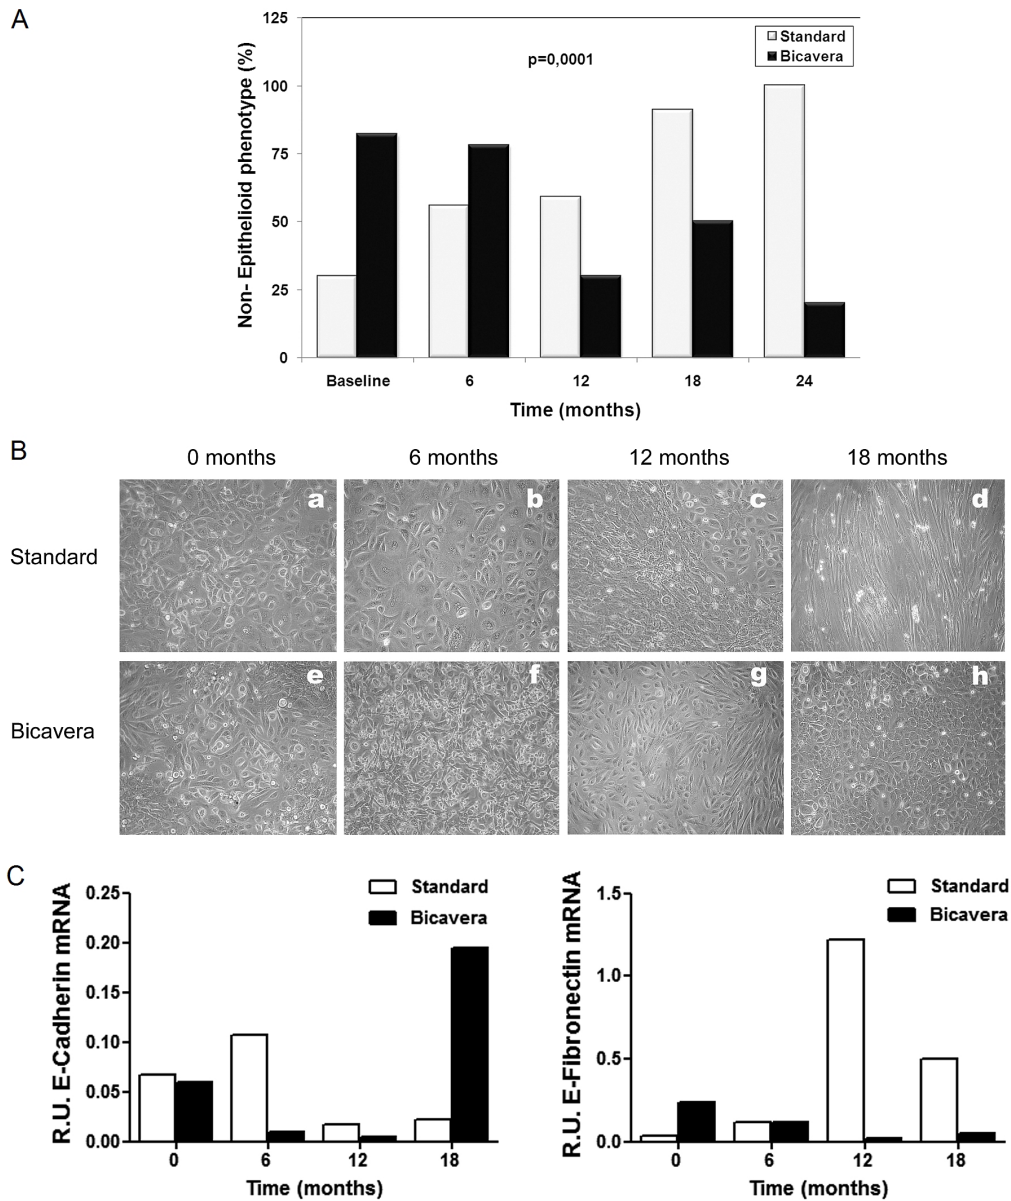 A
Non- Epithelioid phenotype (%)
125
100
75
50
25
0
p=0,0001
Standard
Bicavera
Baseline 6 12 18 24
Time (months)
B
0 months 6 months 12 months 18 months
Standard
a b c d
Bicavera
e f g h
C
R.U. E-Cadherin mRNA
0.25
0.20
0.15
0.10
0.05
0.00
Standard
Bicavera
0 6 12 18
Time (months)
R.U. E-Fibronectin mRNA
1.5
1.0
0.5
0.0
Standard
Bicavera
0 6 12 18
Time (months)